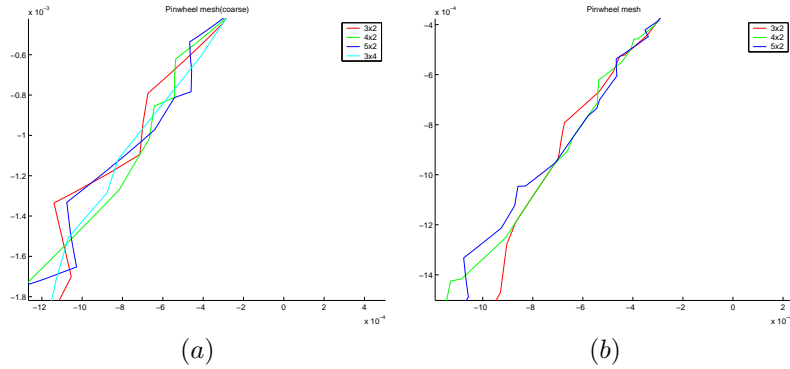 Pinwheel mesh(coarse)
x 10⁻³
3x2
4x2
5x2
3x4
−0.6
−0.8
−1
−1.2
−1.4
−1.6
−1.8
−12 −10 −8 −6 −4 −2 0 2 4
x 10⁻⁴
(a)
Pinwheel mesh
x 10⁻⁴
3x2
4x2
5x2
−4
−6
−8
−10
−12
−14
−10 −8 −6 −4 −2 0 2
x 10⁻
(b)